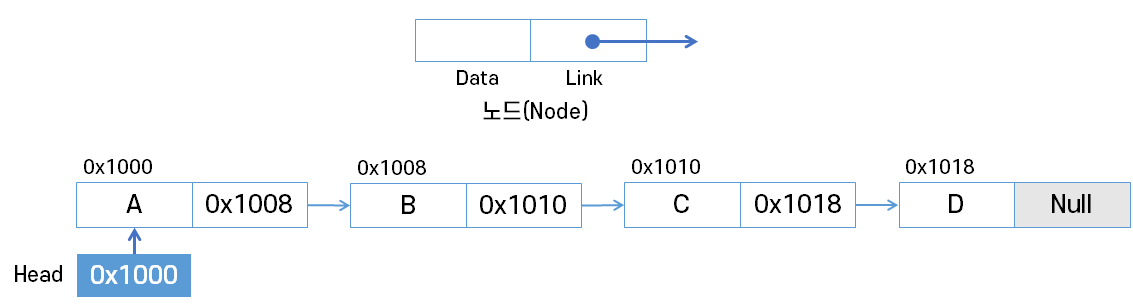 Data Link
노드(Node)
0x1000 0x1008 0x1010 0x1018
A 0x1008 B 0x1010 C 0x1018 D Null
Head 0x1000